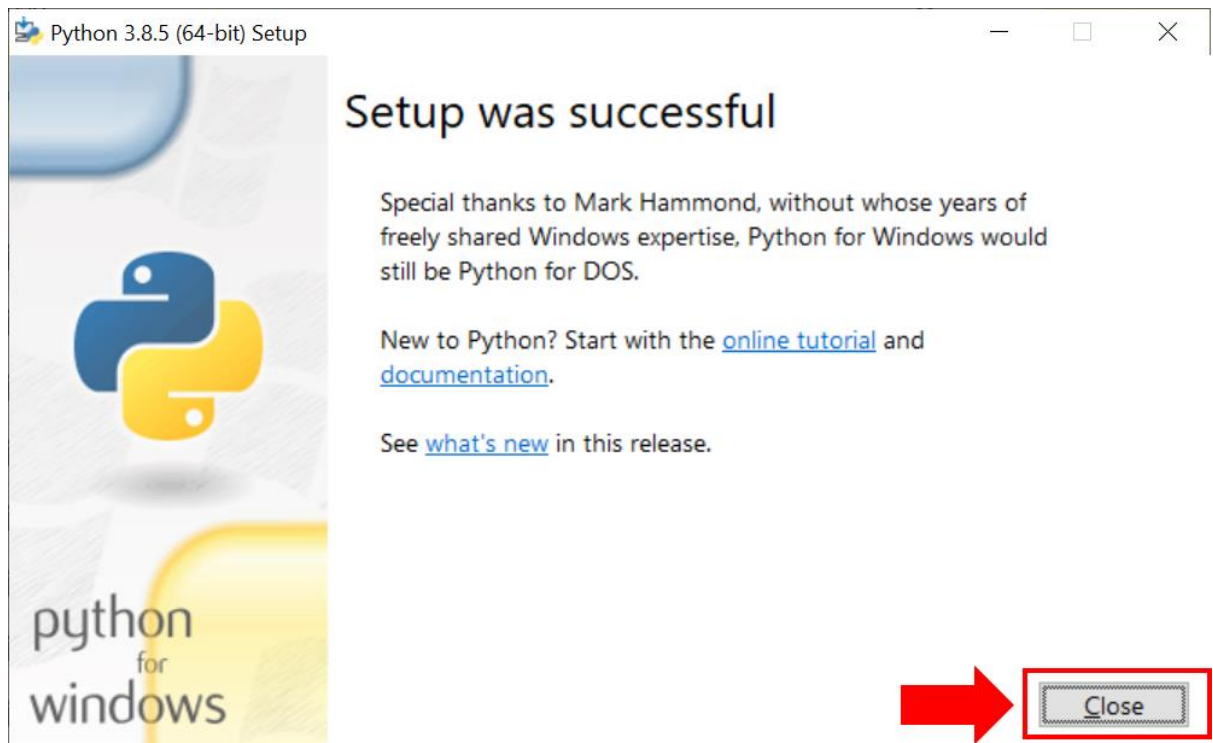 Python 3.8.5 (64-bit) Setup
Setup was successful
Special thanks to Mark Hammond, without whose years of
freely shared Windows expertise, Python for Windows would
still be Python for DOS.
New to Python? Start with the online tutorial and
documentation.
See what's new in this release.
python
for
windows
Close